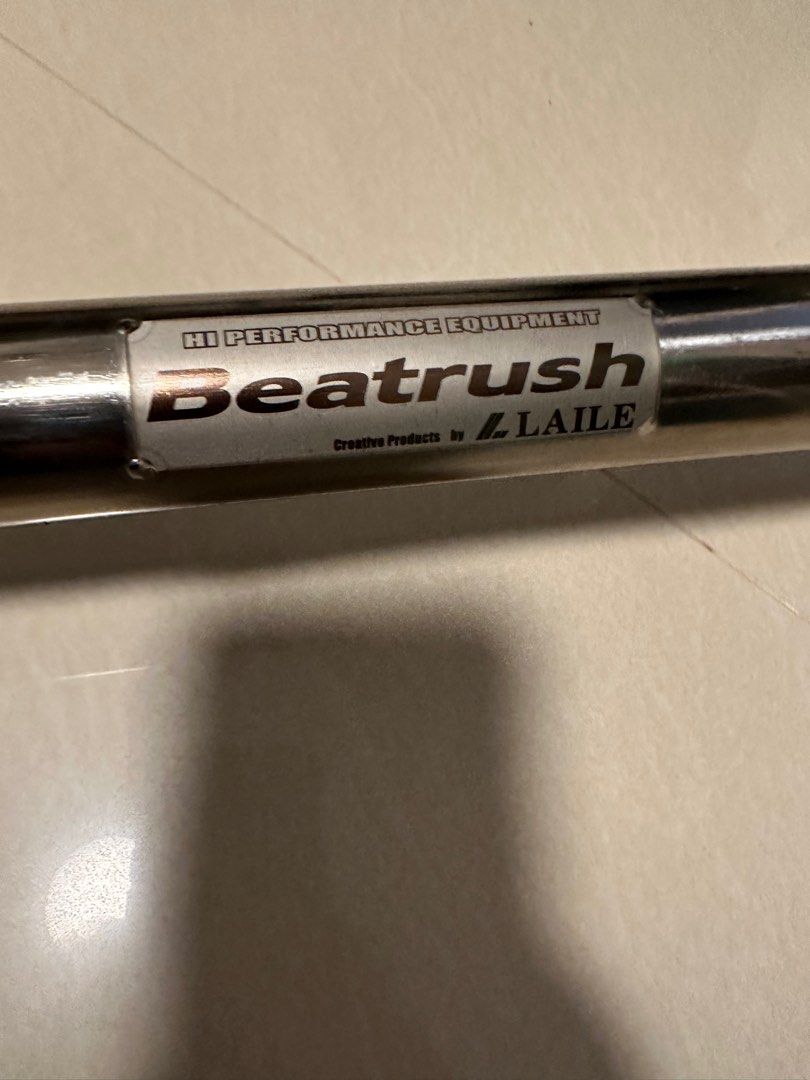 HI PERFORMANCE EQUIPMENT
Beatrush
Creative Products by LAILE